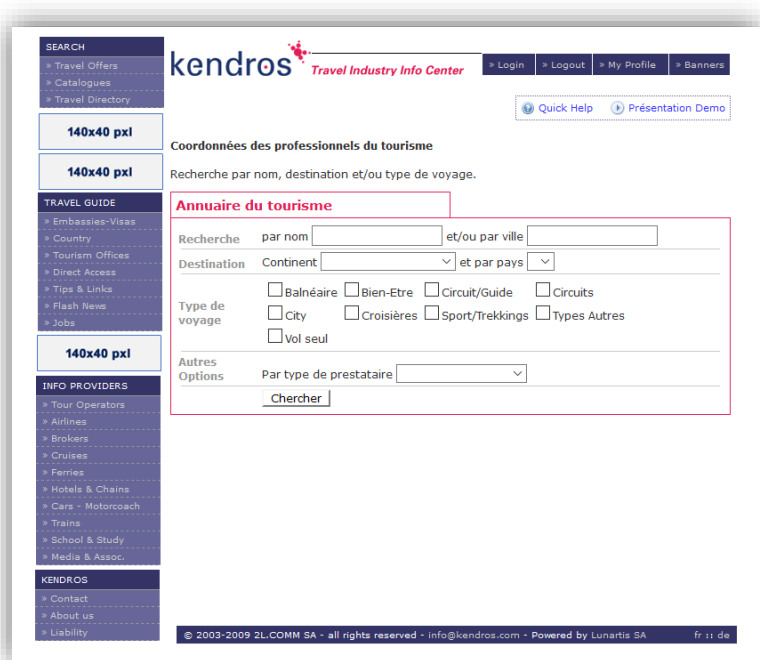 SEARCH
» Travel Offers
» Catalogues
» Travel Directory
140x40 pxl
140x40 pxl
TRAVEL GUIDE
» Embassies-Visas
» Country
» Tourism Offices
» Direct Access
» Tips & Links
» Flash News
» Jobs
140x40 pxl
INFO PROVIDERS
» Tour Operators
» Airlines
» Brokers
» Cruises
» Ferries
» Hotels & Chains
» Cars - Motorcoach
» Trains
» School & Study
» Media & Assoc.
KENDROS
» Contact
» About us
» Liability
kendros Travel Industry Info Center
» Login » Logout » My Profile » Banners
Quick Help Présentation Demo
Coordonnées des professionnels du tourisme
Recherche par nom, destination et/ou type de voyage.
Annuaire du tourisme
Recherche par nom et/ou par ville
Destination Continent et par pays
Type de voyage
Balnéaire Bien-Etre Circuit/Guide Circuits
City Croisières Sport/Trekkings Types Autres
Vol seul
Autres Options Par type de prestataire
Chercher
© 2003-2009 2L.COMM SA - all rights reserved - info@kendros.com - Powered by Lunartis SA fr :: de